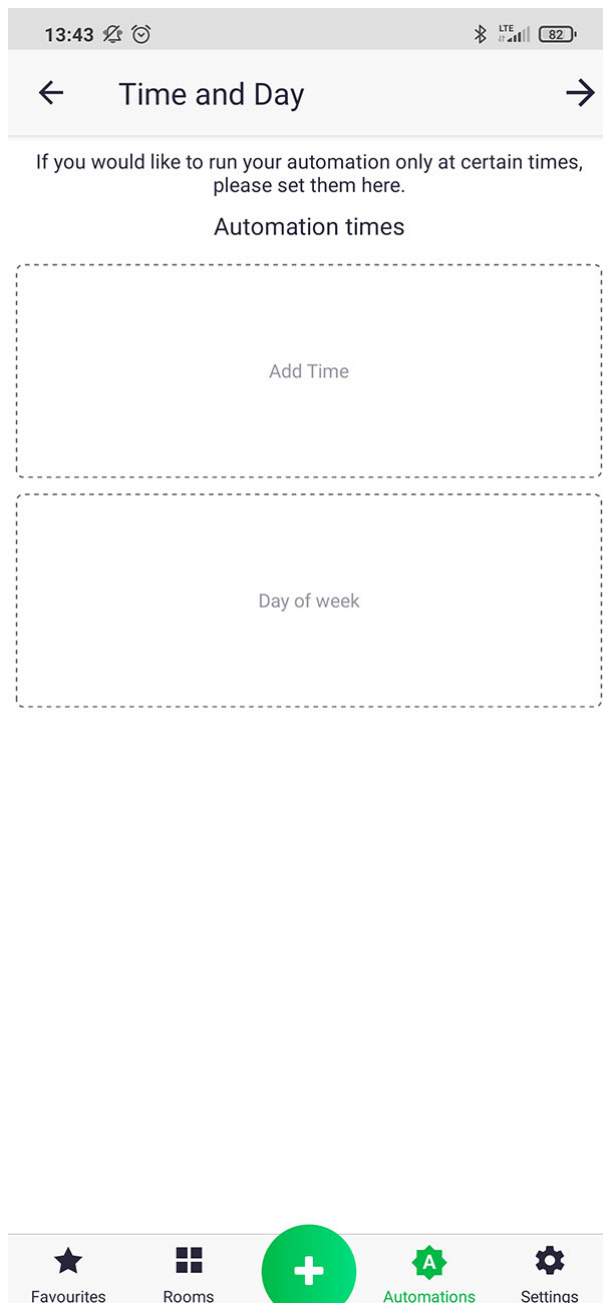 13:43
LTE
82
Time and Day
If you would like to run your automation only at certain times,
please set them here.
Automation times
Add Time
Day of week
A
Favourites
Rooms
Automations
Settings